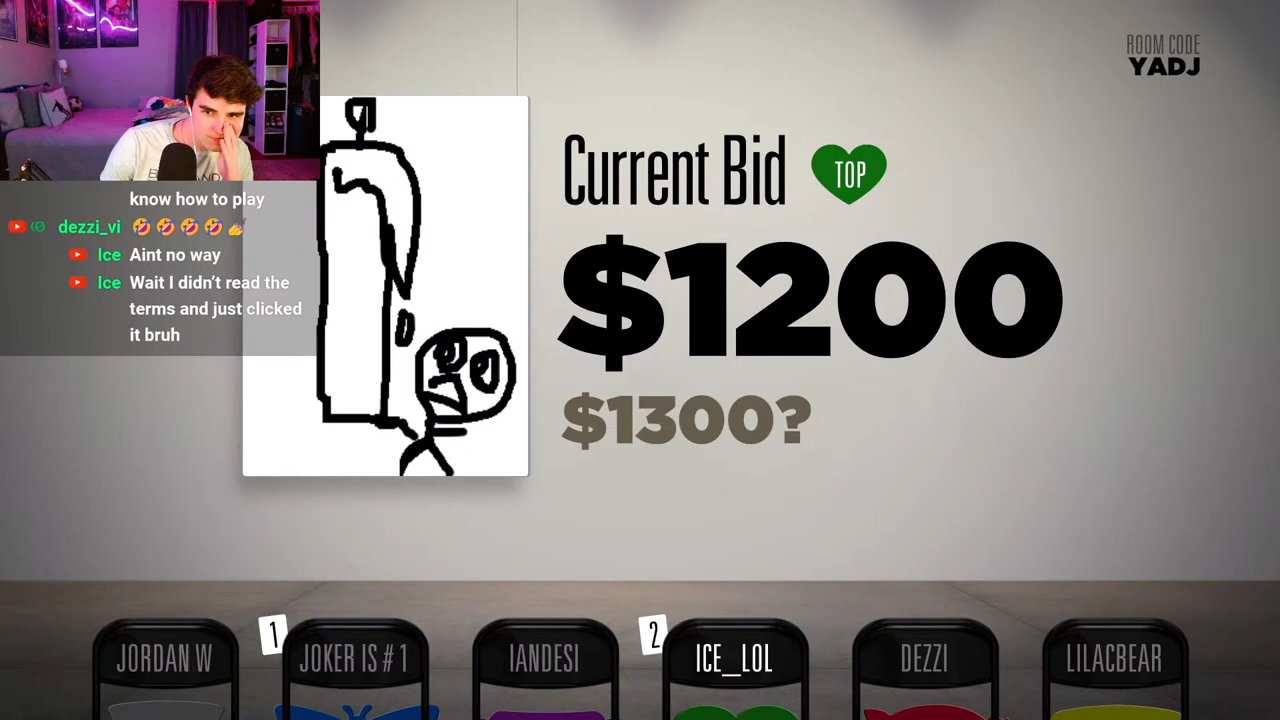 ROOM CODE
YADJ
know how to play
dezzi_vi 🤣🤣🤣🤣💅
Ice Aint no way
Ice Wait I didn’t read the
terms and just clicked
it bruh
Current Bid TOP
$1200
$1300?
1
2
JORDAN W
JOKER IS #1
IANDESI
ICE_LOL
DEZZI
LILACBEAR